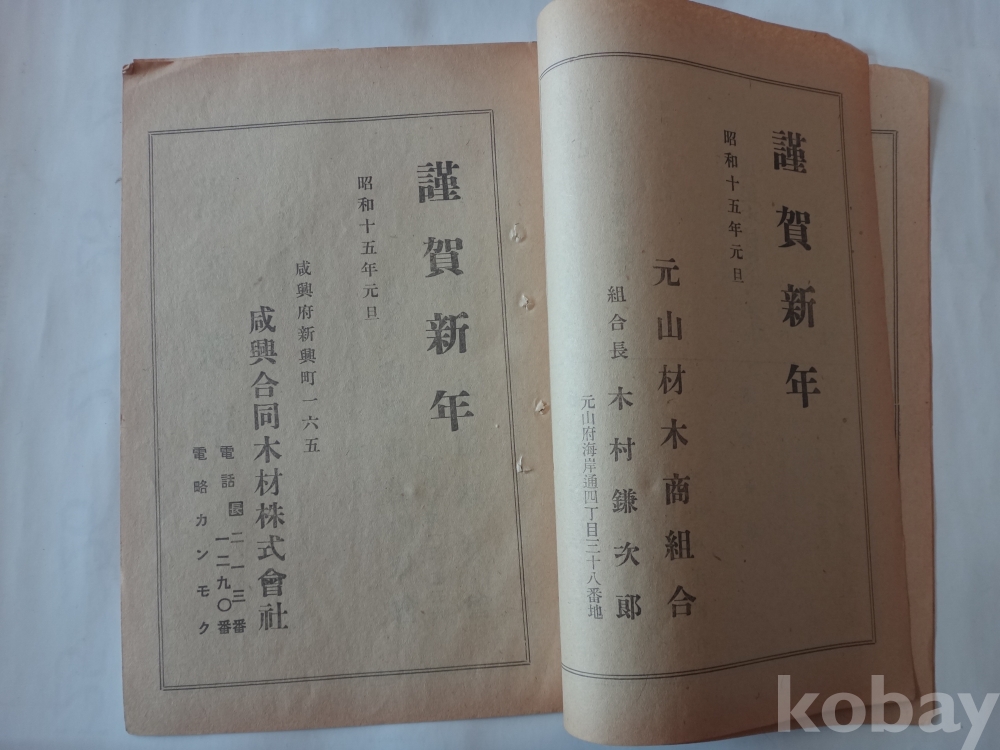 謹賀新年
昭和十五年元旦
元山材木商組合
組合長 木村鎌次郞
元山府海岸通四丁目三十八番地
謹賀新年
昭和十五年元旦
咸興府新興町一六五
咸興合同木材株式會社
電話 長 二一三番
一二九〇番
電略カンモク
kobay